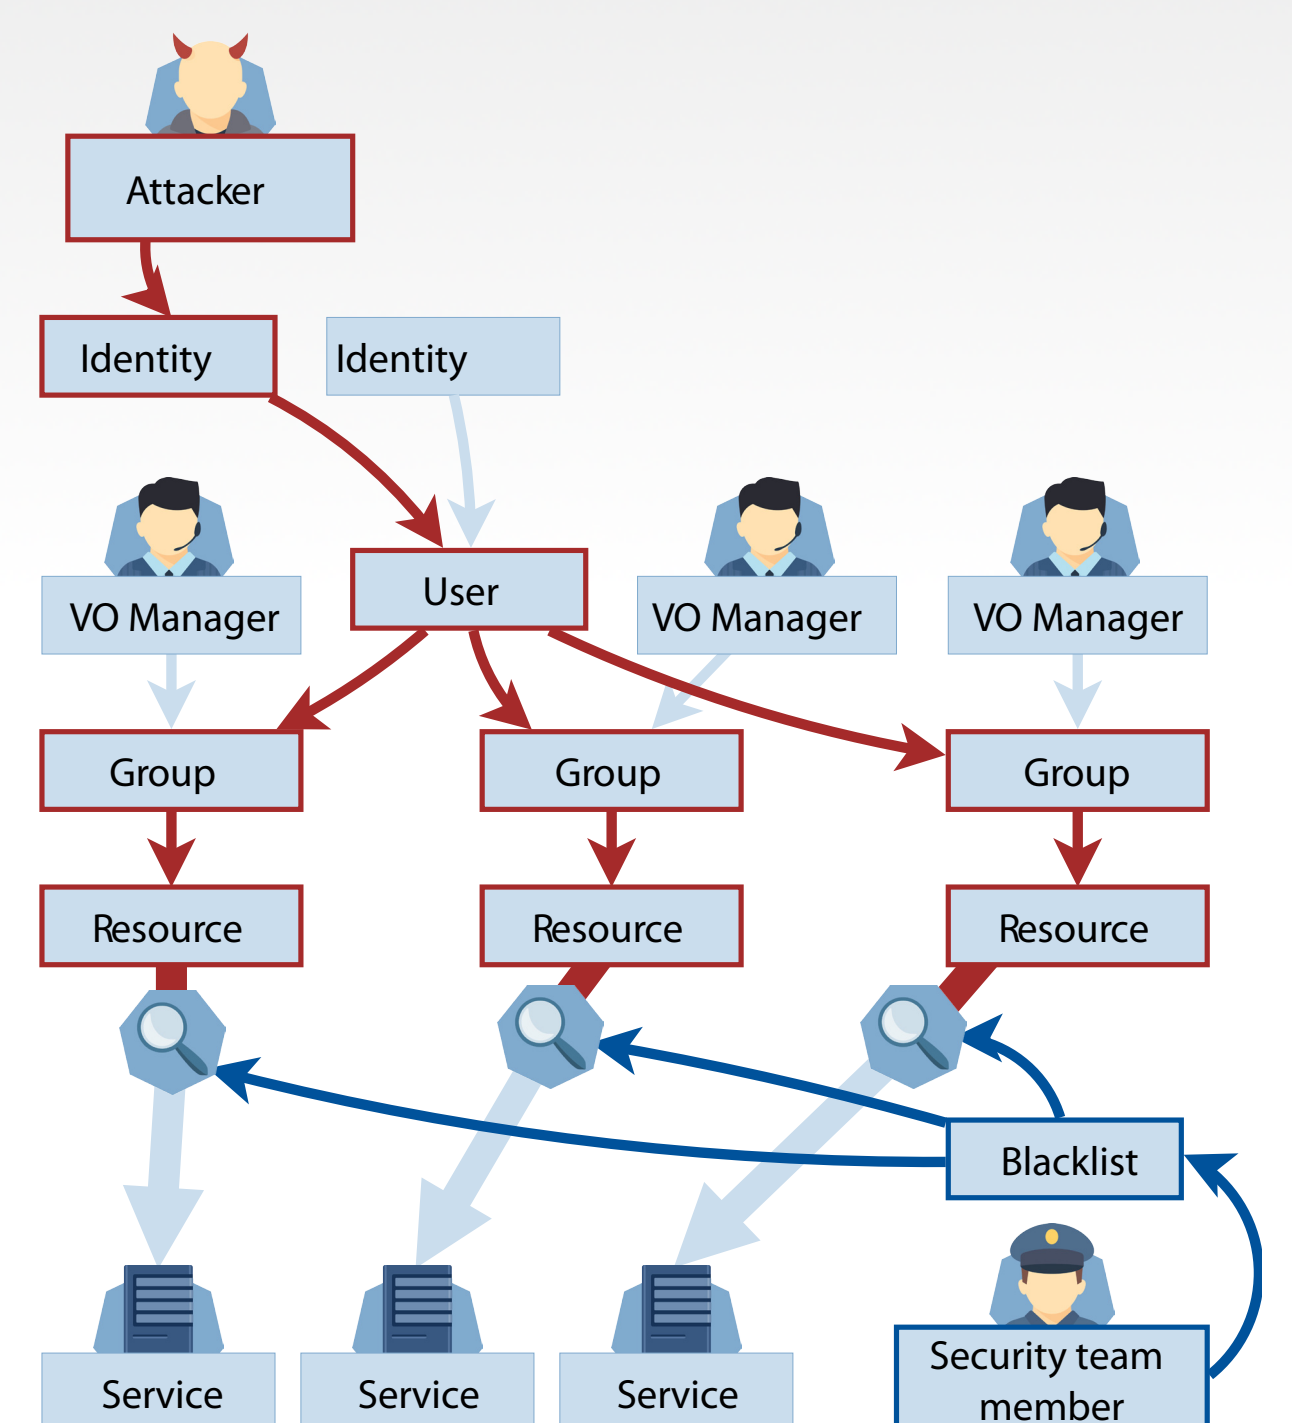 Attacker
Identity
Identity
User
VO Manager
VO Manager
VO Manager
Group
Group
Group
Resource
Resource
Resource
Blacklist
Service
Service
Service
Security team
member